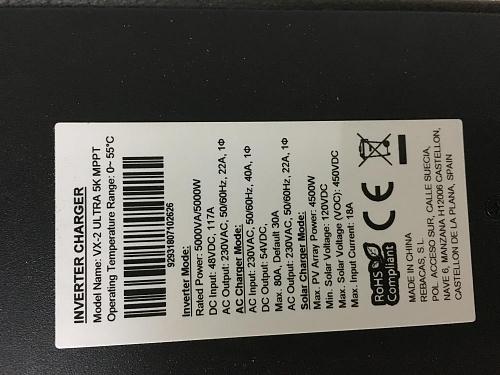 INVERTER CHARGER
Model Name: VX-2 ULTRA 5K MPPT
Operating Temperature Range: 0~ 55°C
92931807102626
Inverter Mode:
Rated Power: 5000VA/5000W
DC Input: 48VDC, 117A
AC Output: 230VAC, 50/60Hz, 22A, 1Φ
AC Charger Mode:
AC Input: 230VAC, 50/60Hz, 40A, 1Φ
DC Output: 54VDC,
Max. 80A, Default 30A
AC Output: 230VAC, 50/60Hz, 22A, 1Φ
Solar Charger Mode:
Max. PV Array Power: 4500W
Min. Solar Voltage: 120VDC
Max. Solar Voltage (VOC): 450VDC
Max. Solar Input Current: 18A
RoHS
Compliant
CE
MADE IN CHINA
REBACAS, S.L.
POL. ACCESO SUR, CALLE SUECIA,
NAVE 6, MANZANA H12006 CASTELLON,
CASTELLON DE LA PLANA, SPAIN